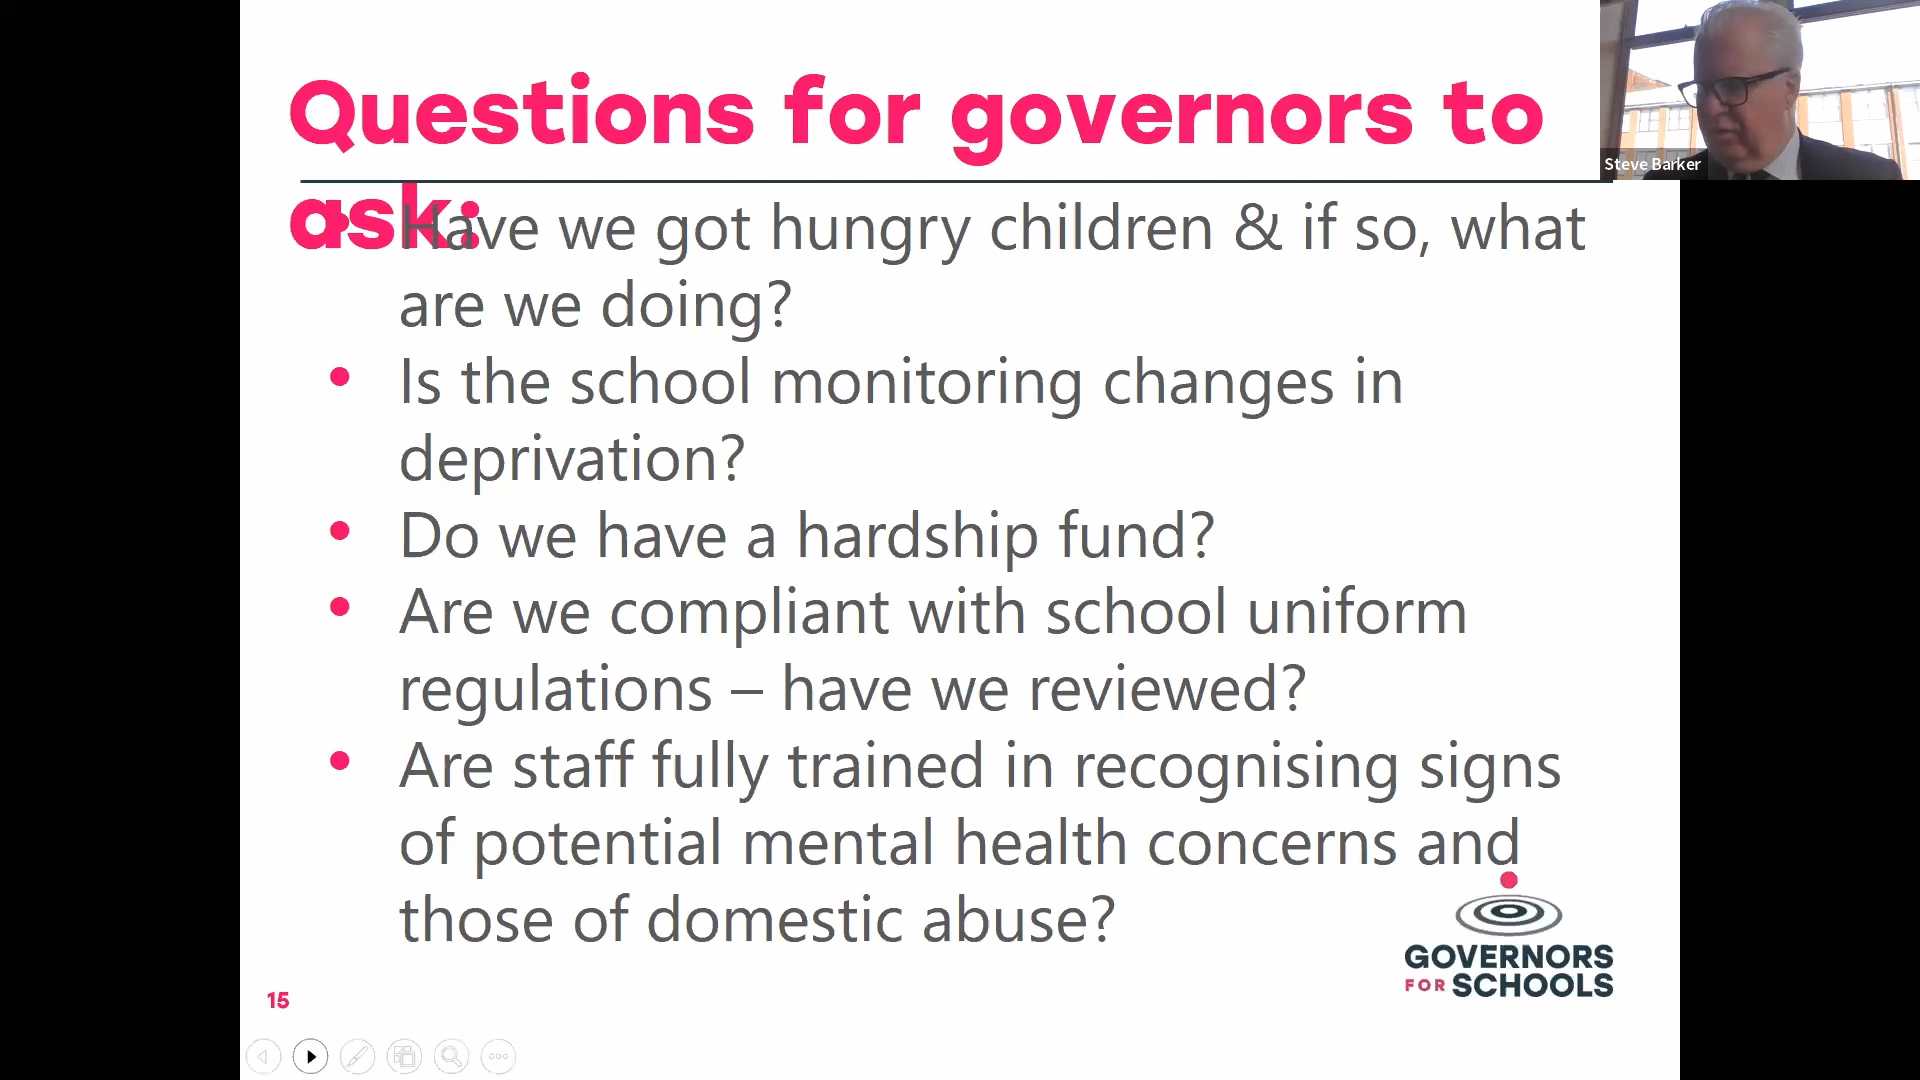 Questions for governors to
ask:
Steve Barker
• Have we got hungry children & if so, what
are we doing?
• Is the school monitoring changes in
deprivation?
• Do we have a hardship fund?
• Are we compliant with school uniform
regulations – have we reviewed?
• Are staff fully trained in recognising signs
of potential mental health concerns and
those of domestic abuse?
GOVERNORS
FOR SCHOOLS
15